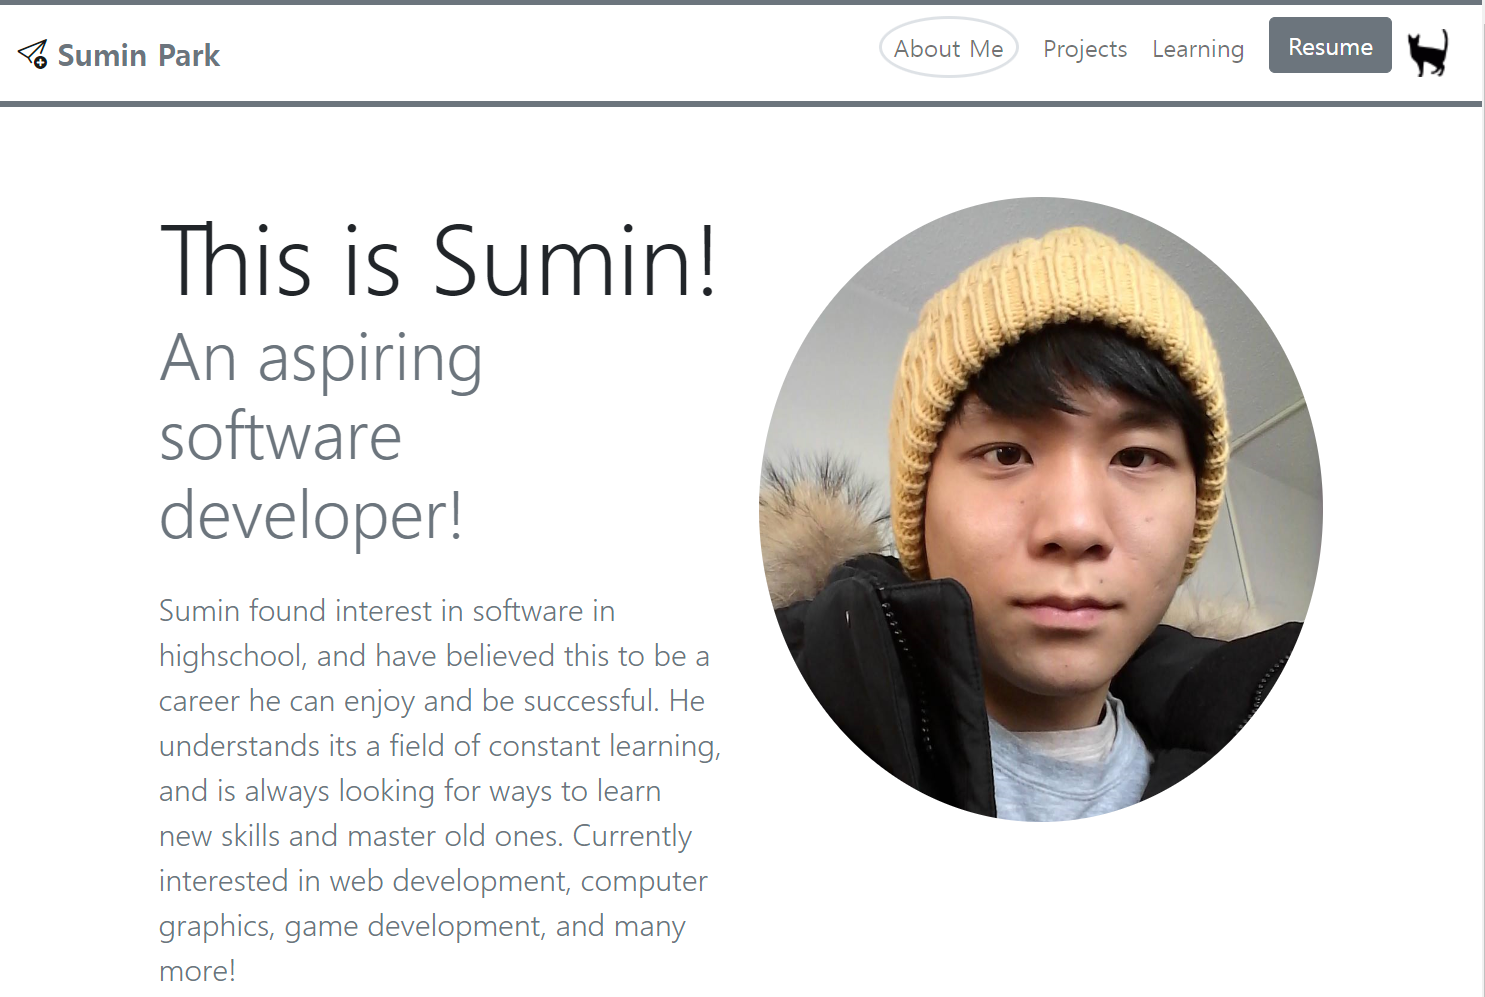 Sumin Park
About Me
Projects
Learning
Resume
This is Sumin!
An aspiring
software
developer!
Sumin found interest in software in
highschool, and have believed this to be a
career he can enjoy and be successful. He
understands its a field of constant learning,
and is always looking for ways to learn
new skills and master old ones. Currently
interested in web development, computer
graphics, game development, and many
more!